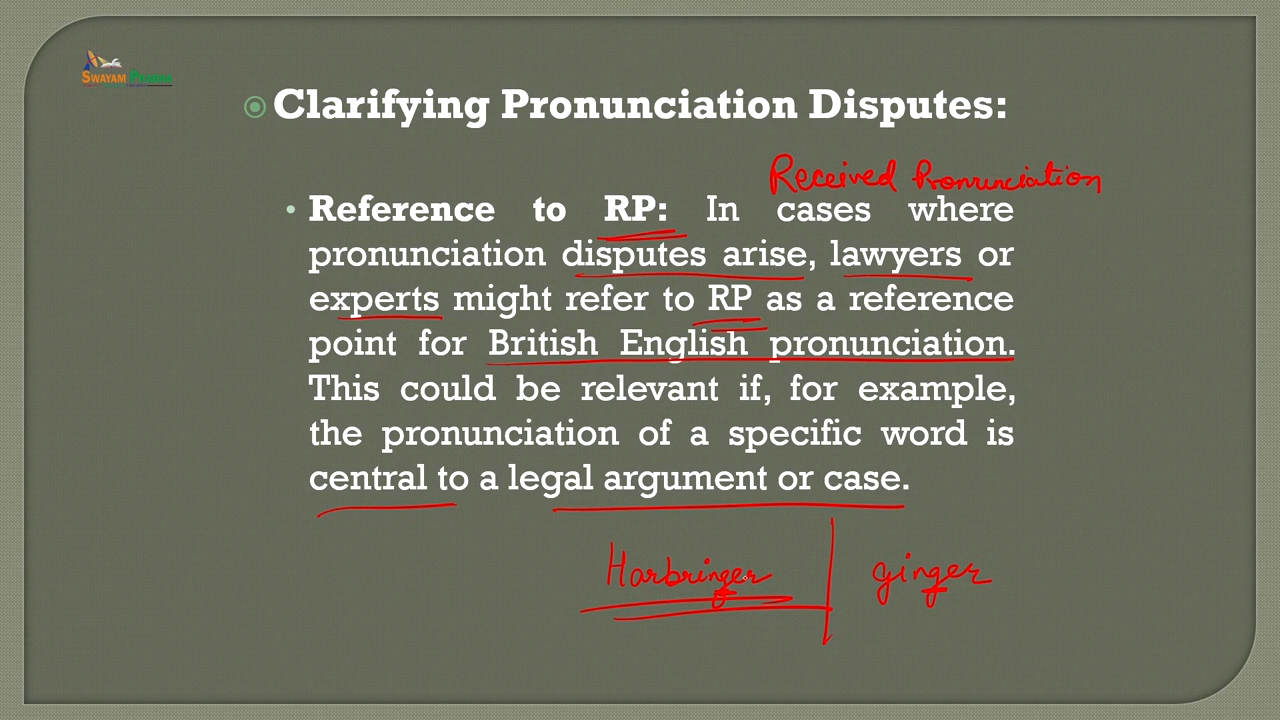 SWAYAM Prabha
Clarifying Pronunciation Disputes:
Received Pronunciation
Reference to RP: In cases where
pronunciation disputes arise, lawyers or
experts might refer to RP as a reference
point for British English pronunciation.
This could be relevant if, for example,
the pronunciation of a specific word is
central to a legal argument or case.
Harbringer ginger